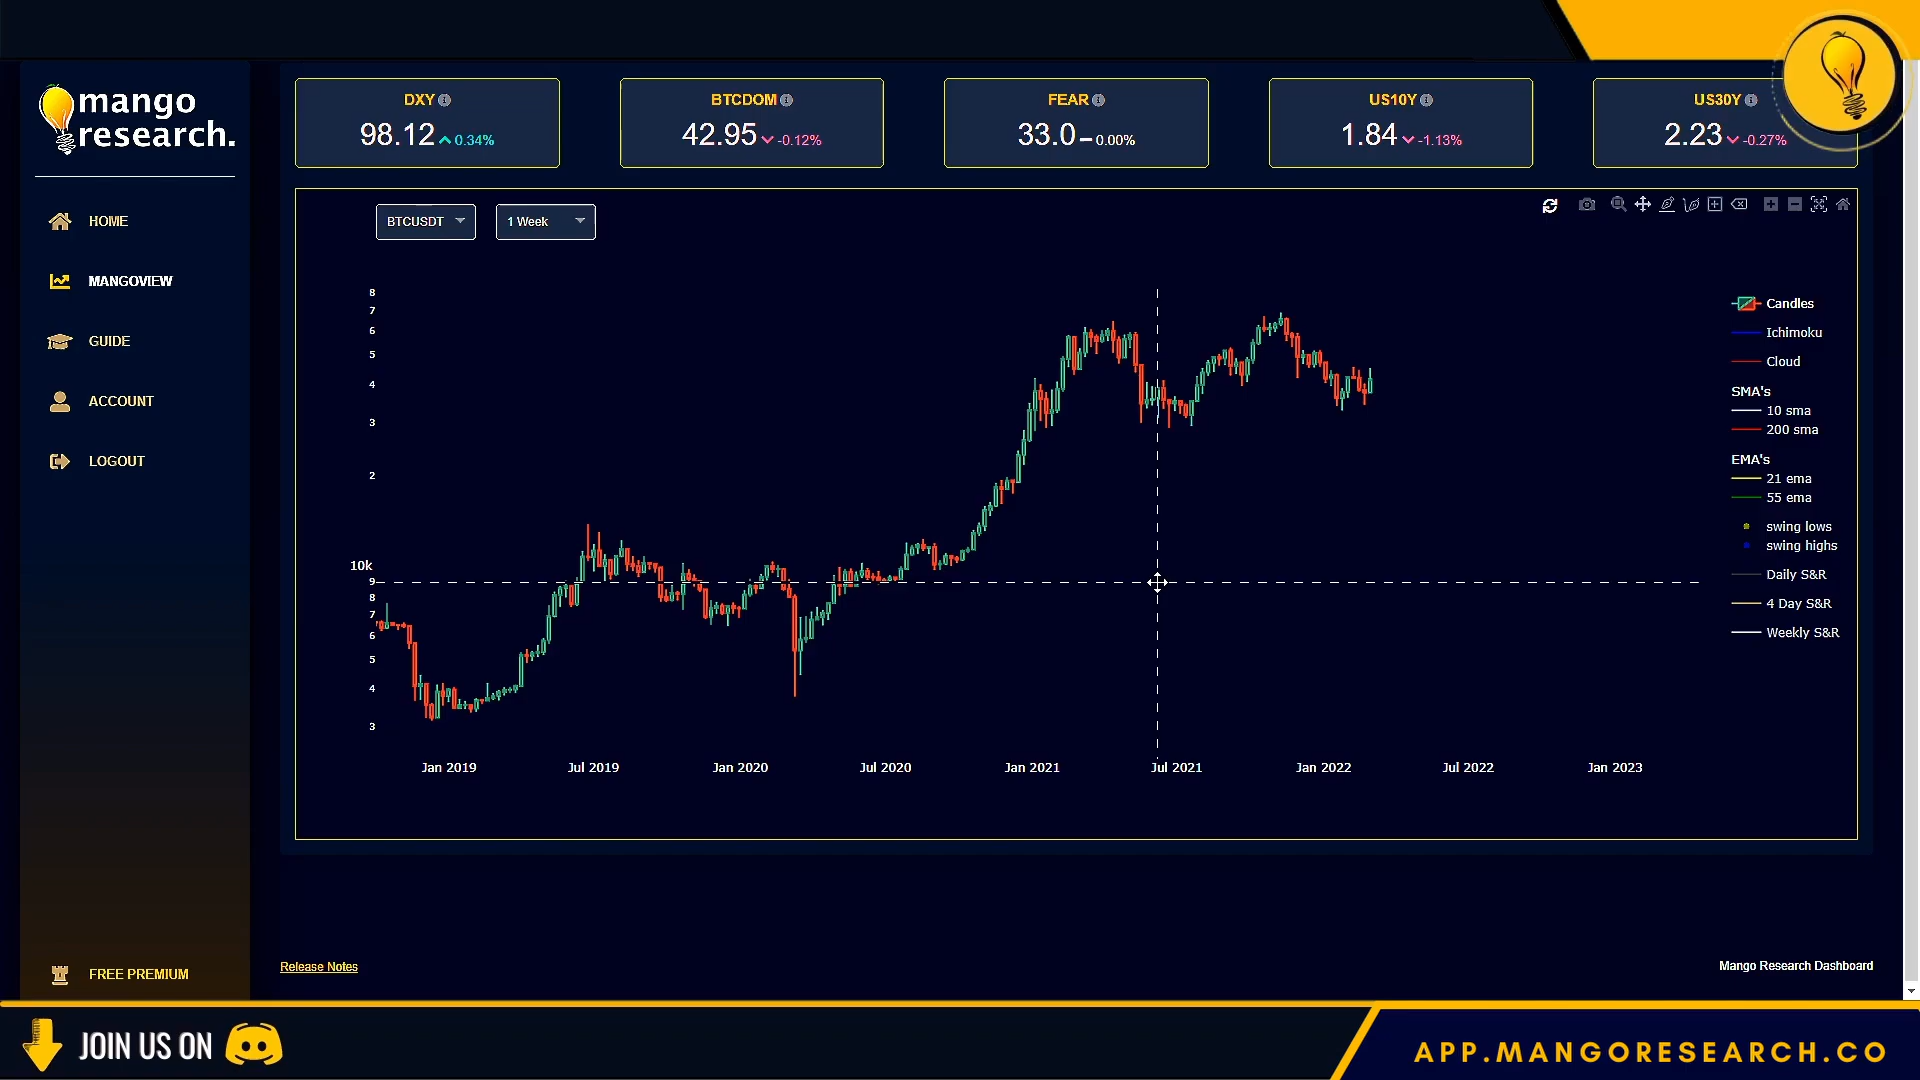 mango
research.
HOME
MANGOVIEW
GUIDE
ACCOUNT
LOGOUT
FREE PREMIUM
DXY
98.12 0.34%
BTCDOM
42.95 -0.12%
FEAR
33.0 0.00%
US10Y
1.84 -1.13%
US30Y
2.23 -0.27%
BTCUSDT
1 Week
8
7
6
5
4
3
2
10k
9
8
7
6
5
4
3
Jan 2019
Jul 2019
Jan 2020
Jul 2020
Jan 2021
Jul 2021
Jan 2022
Jul 2022
Jan 2023
Candles
Ichimoku
Cloud
SMA's
10 sma
200 sma
EMA's
21 ema
55 ema
swing lows
swing highs
Daily S&R
4 Day S&R
Weekly S&R
Release Notes
Mango Research Dashboard
JOIN US ON
APP.MANGORESEARCH.CO